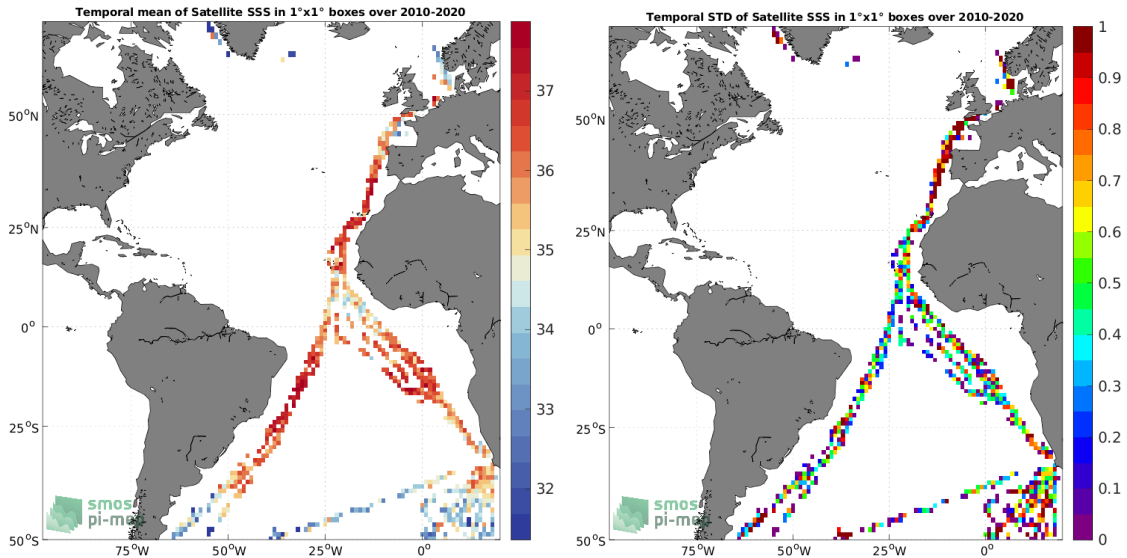 Temporal mean of Satellite SSS in 1°x1° boxes over 2010-2020
50°N
25°N
0°
25°S
50°S
75°W
50°W
25°W
0°
37
36
35
34
33
32
smos
pi-mep
Temporal STD of Satellite SSS in 1°x1° boxes over 2010-2020
50°N
25°N
0°
25°S
50°S
75°W
50°W
25°W
0°
1
0.9
0.8
0.7
0.6
0.5
0.4
0.3
0.2
0.1
0
smos
pi-mep